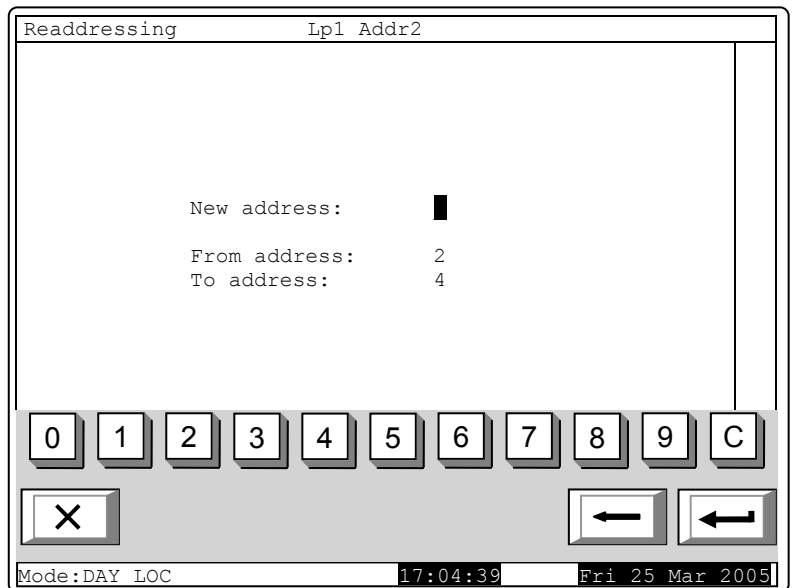 Readdressing Lp1 Addr2
New address:
From address: 2
To address: 4
0 1 2 3 4 5 6 7 8 9 C
Mode:DAY LOC 17:04:39 Fri 25 Mar 2005